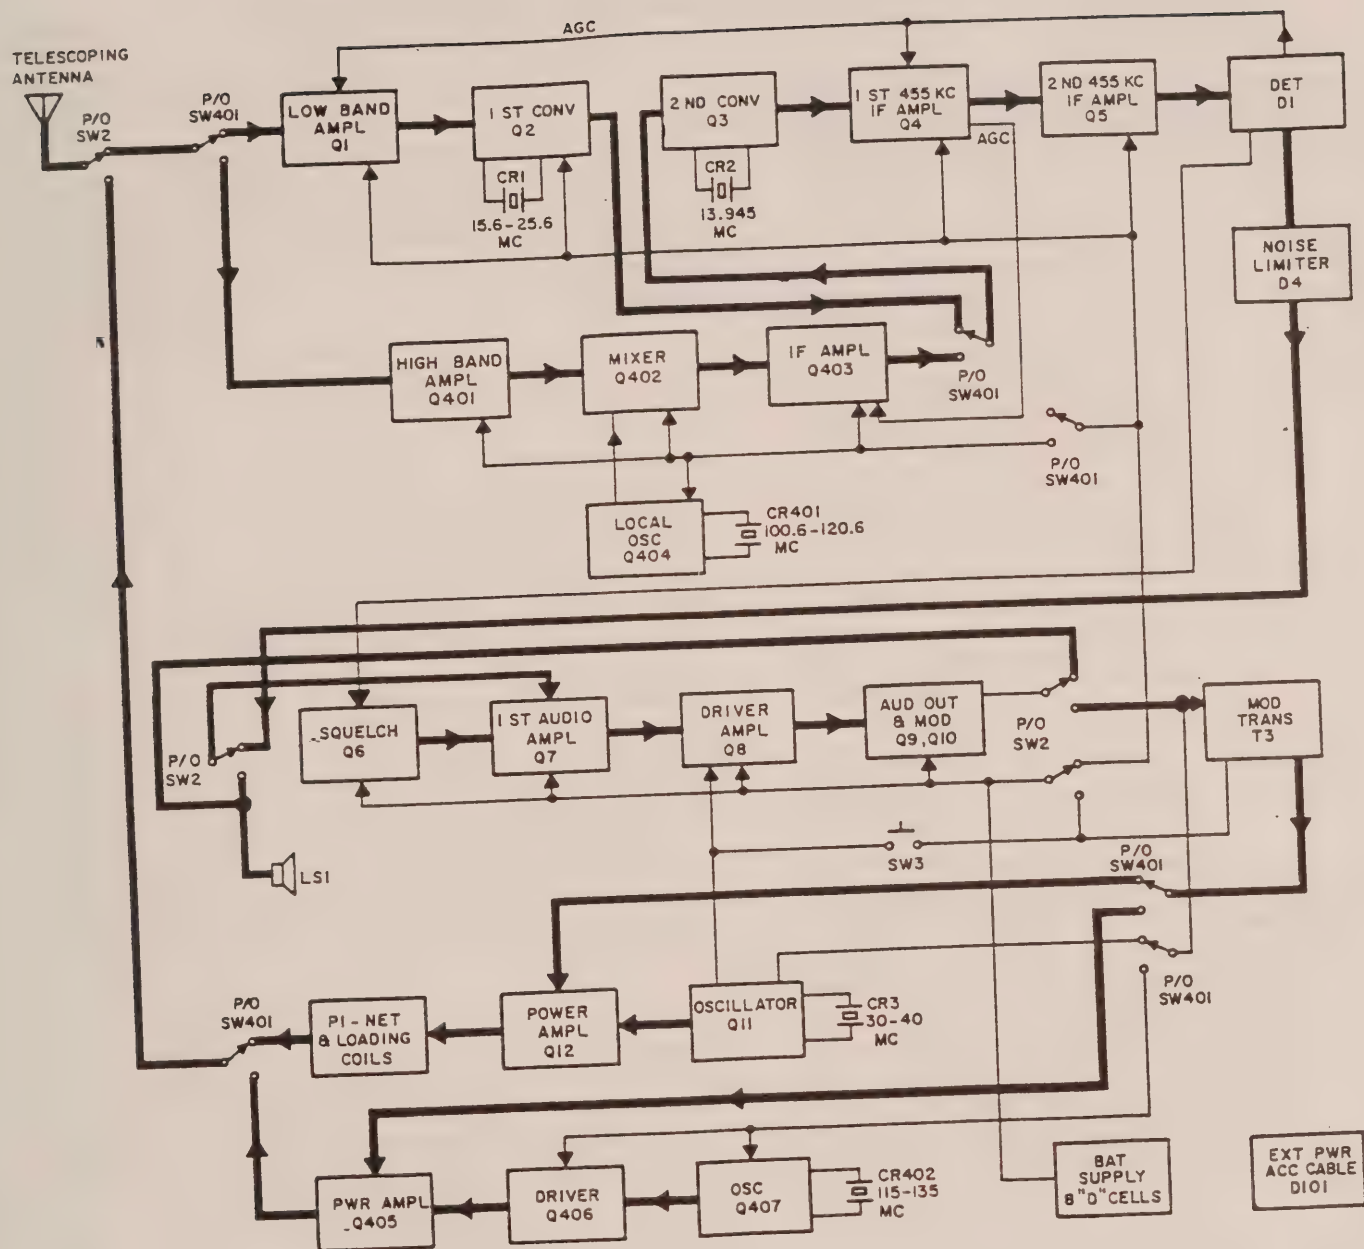 AGC
TELESCOPING
ANTENNA
P/O
SW2
P/O
SW401
LOW BAND
AMPL
Q1
1 ST CONV
Q2
2 ND CONV
Q3
1 ST 455 KC
IF AMPL
Q4
2 ND 455 KC
IF AMPL
Q5
DET
D1
AGC
CR1
15.6-25.6
MC
CR2
13.945
MC
NOISE
LIMITER
D4
HIGH BAND
AMPL
Q401
MIXER
Q402
IF AMPL
Q403
P/O
SW401
P/O
SW401
LOCAL
OSC
Q404
CR401
100.6-120.6
MC
SQUELCH
Q6
1 ST AUDIO
AMPL
Q7
DRIVER
AMPL
Q8
AUD OUT
& MOD
Q9,Q10
P/O
SW2
MOD
TRANS
T3
P/O
SW2
LS1
SW3
P/O
SW401
P/O
SW401
P/O
SW401
PI-NET
& LOADING
COILS
POWER
AMPL
Q12
OSCILLATOR
Q11
CR3
30-40
MC
PWR AMPL
Q405
DRIVER
Q406
OSC
Q407
CR402
115-135
MC
BAT
SUPPLY
8 "D" CELLS
EXT PWR
ACC CABLE
D101